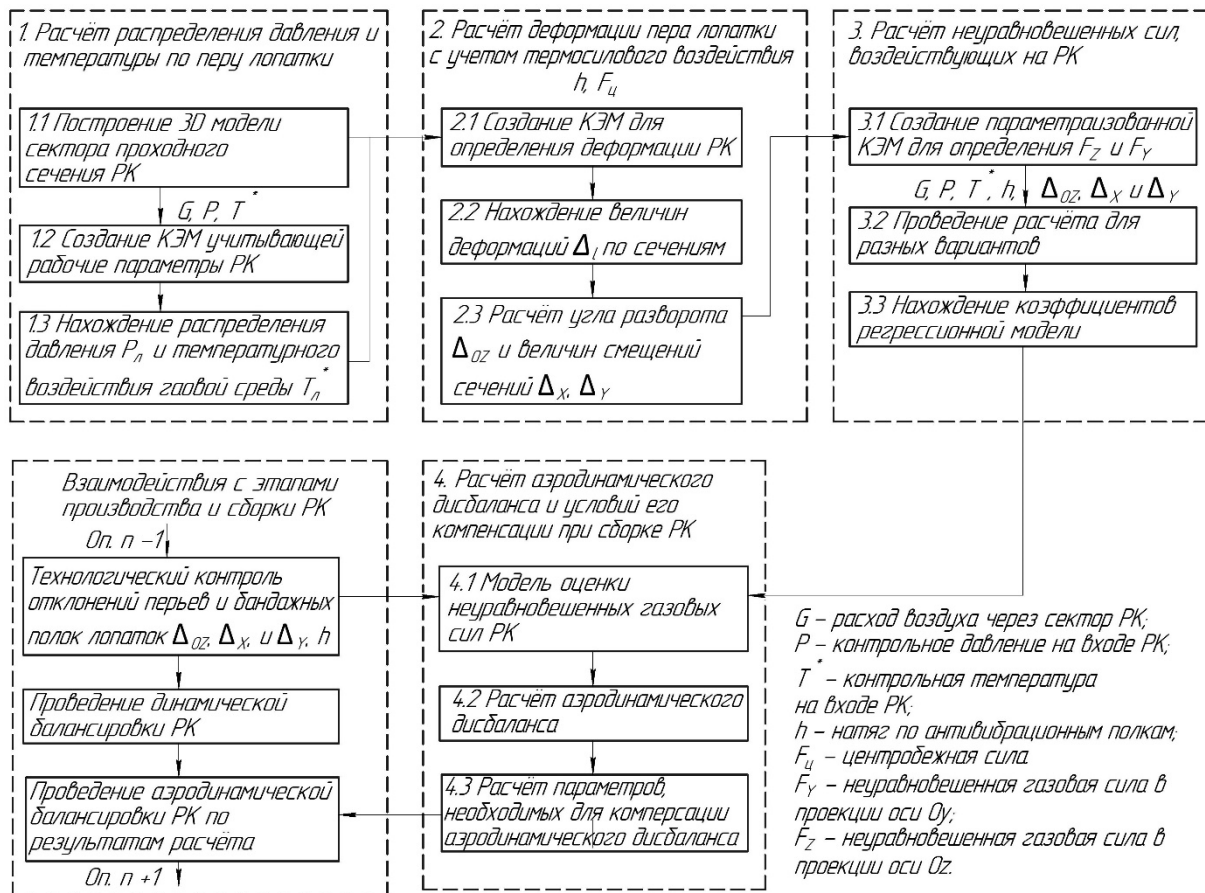 1. Расчёт распределения давления и
температуры по перу лопатки
1.1 Построение 3D модели
сектора проходного
сечения РК
G, P, T*
1.2 Создание КЭМ учитывающей
рабочие параметры РК
1.3 Нахождение распределения
давления Pл и температурного
воздействия гаовой среды Tл*
2. Расчёт деформации пера лопатки
с учетом термосилового воздействия
h, Fц
2.1 Создание КЭМ для
определения деформации РК
2.2 Нахождение величин
деформаций Δl по сечениям
2.3 Расчёт угла разворота
ΔOZ и величин смещений
сечений ΔX, ΔY
3. Расчёт неуравновешенных сил,
воздействующих на РК
3.1 Создание параметраизованной
КЭМ для определения FZ и FY
G, P, T*, h, ΔOZ, ΔX и ΔY
3.2 Проведение расчёта для
разных вариантов
3.3 Нахождение коэффициентов
регрессионной модели
Взаимодействия с этапами
производства и сборки РК
Оп. n −1
Технологический контроль
отклонений перьев и бандажных
полок лопаток ΔOZ, ΔX, и ΔY, h
Проведение динамической
балансировки РК
Проведение аэродинамической
балансировки РК по
результатам расчёта
Оп. n +1
4. Расчёт аэродинамического
дисбаланса и условий его
компенсации при сборке РК
4.1 Модель оценки
неуравновешенных газовых
сил РК
4.2 Расчёт аэродинамического
дисбаланса
4.3 Расчёт параметров,
необходимых для комперсации
аэродинамического дисбаланса
G – расход воздуха через сектор РК;
P – контрольное давление на входе РК;
T* – контрольная температура
на входе РК;
h – натяг по антивибрационным полкам;
Fц – центробежная сила
FY – неуравновешенная газовая сила в
проекции оси Oy;
FZ – неуравновешенная газовая сила в
проекции оси Oz.